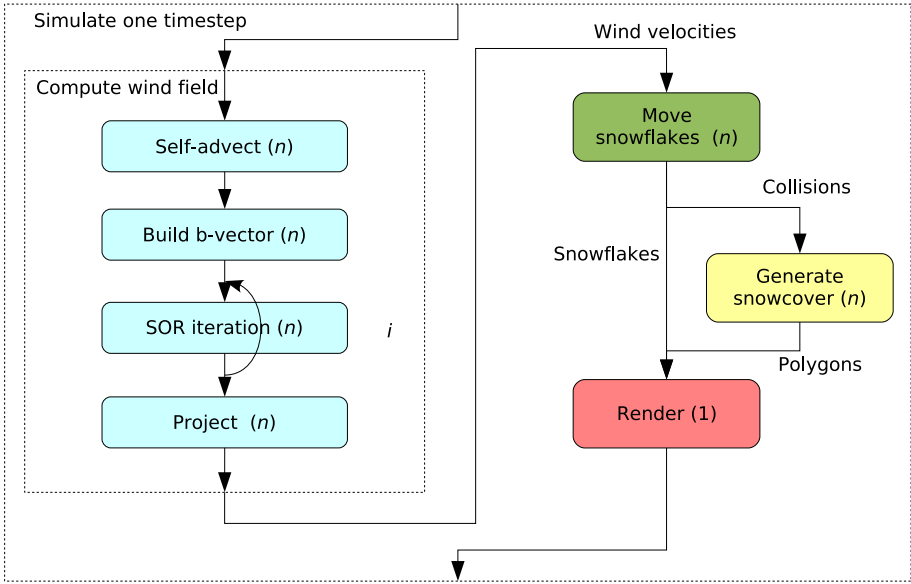 Simulate one timestep
Compute wind field
Self-advect (n)
Build b-vector (n)
SOR iteration (n)
i
Project (n)
Wind velocities
Move
snowflakes (n)
Collisions
Snowflakes
Generate
snowcover (n)
Polygons
Render (1)